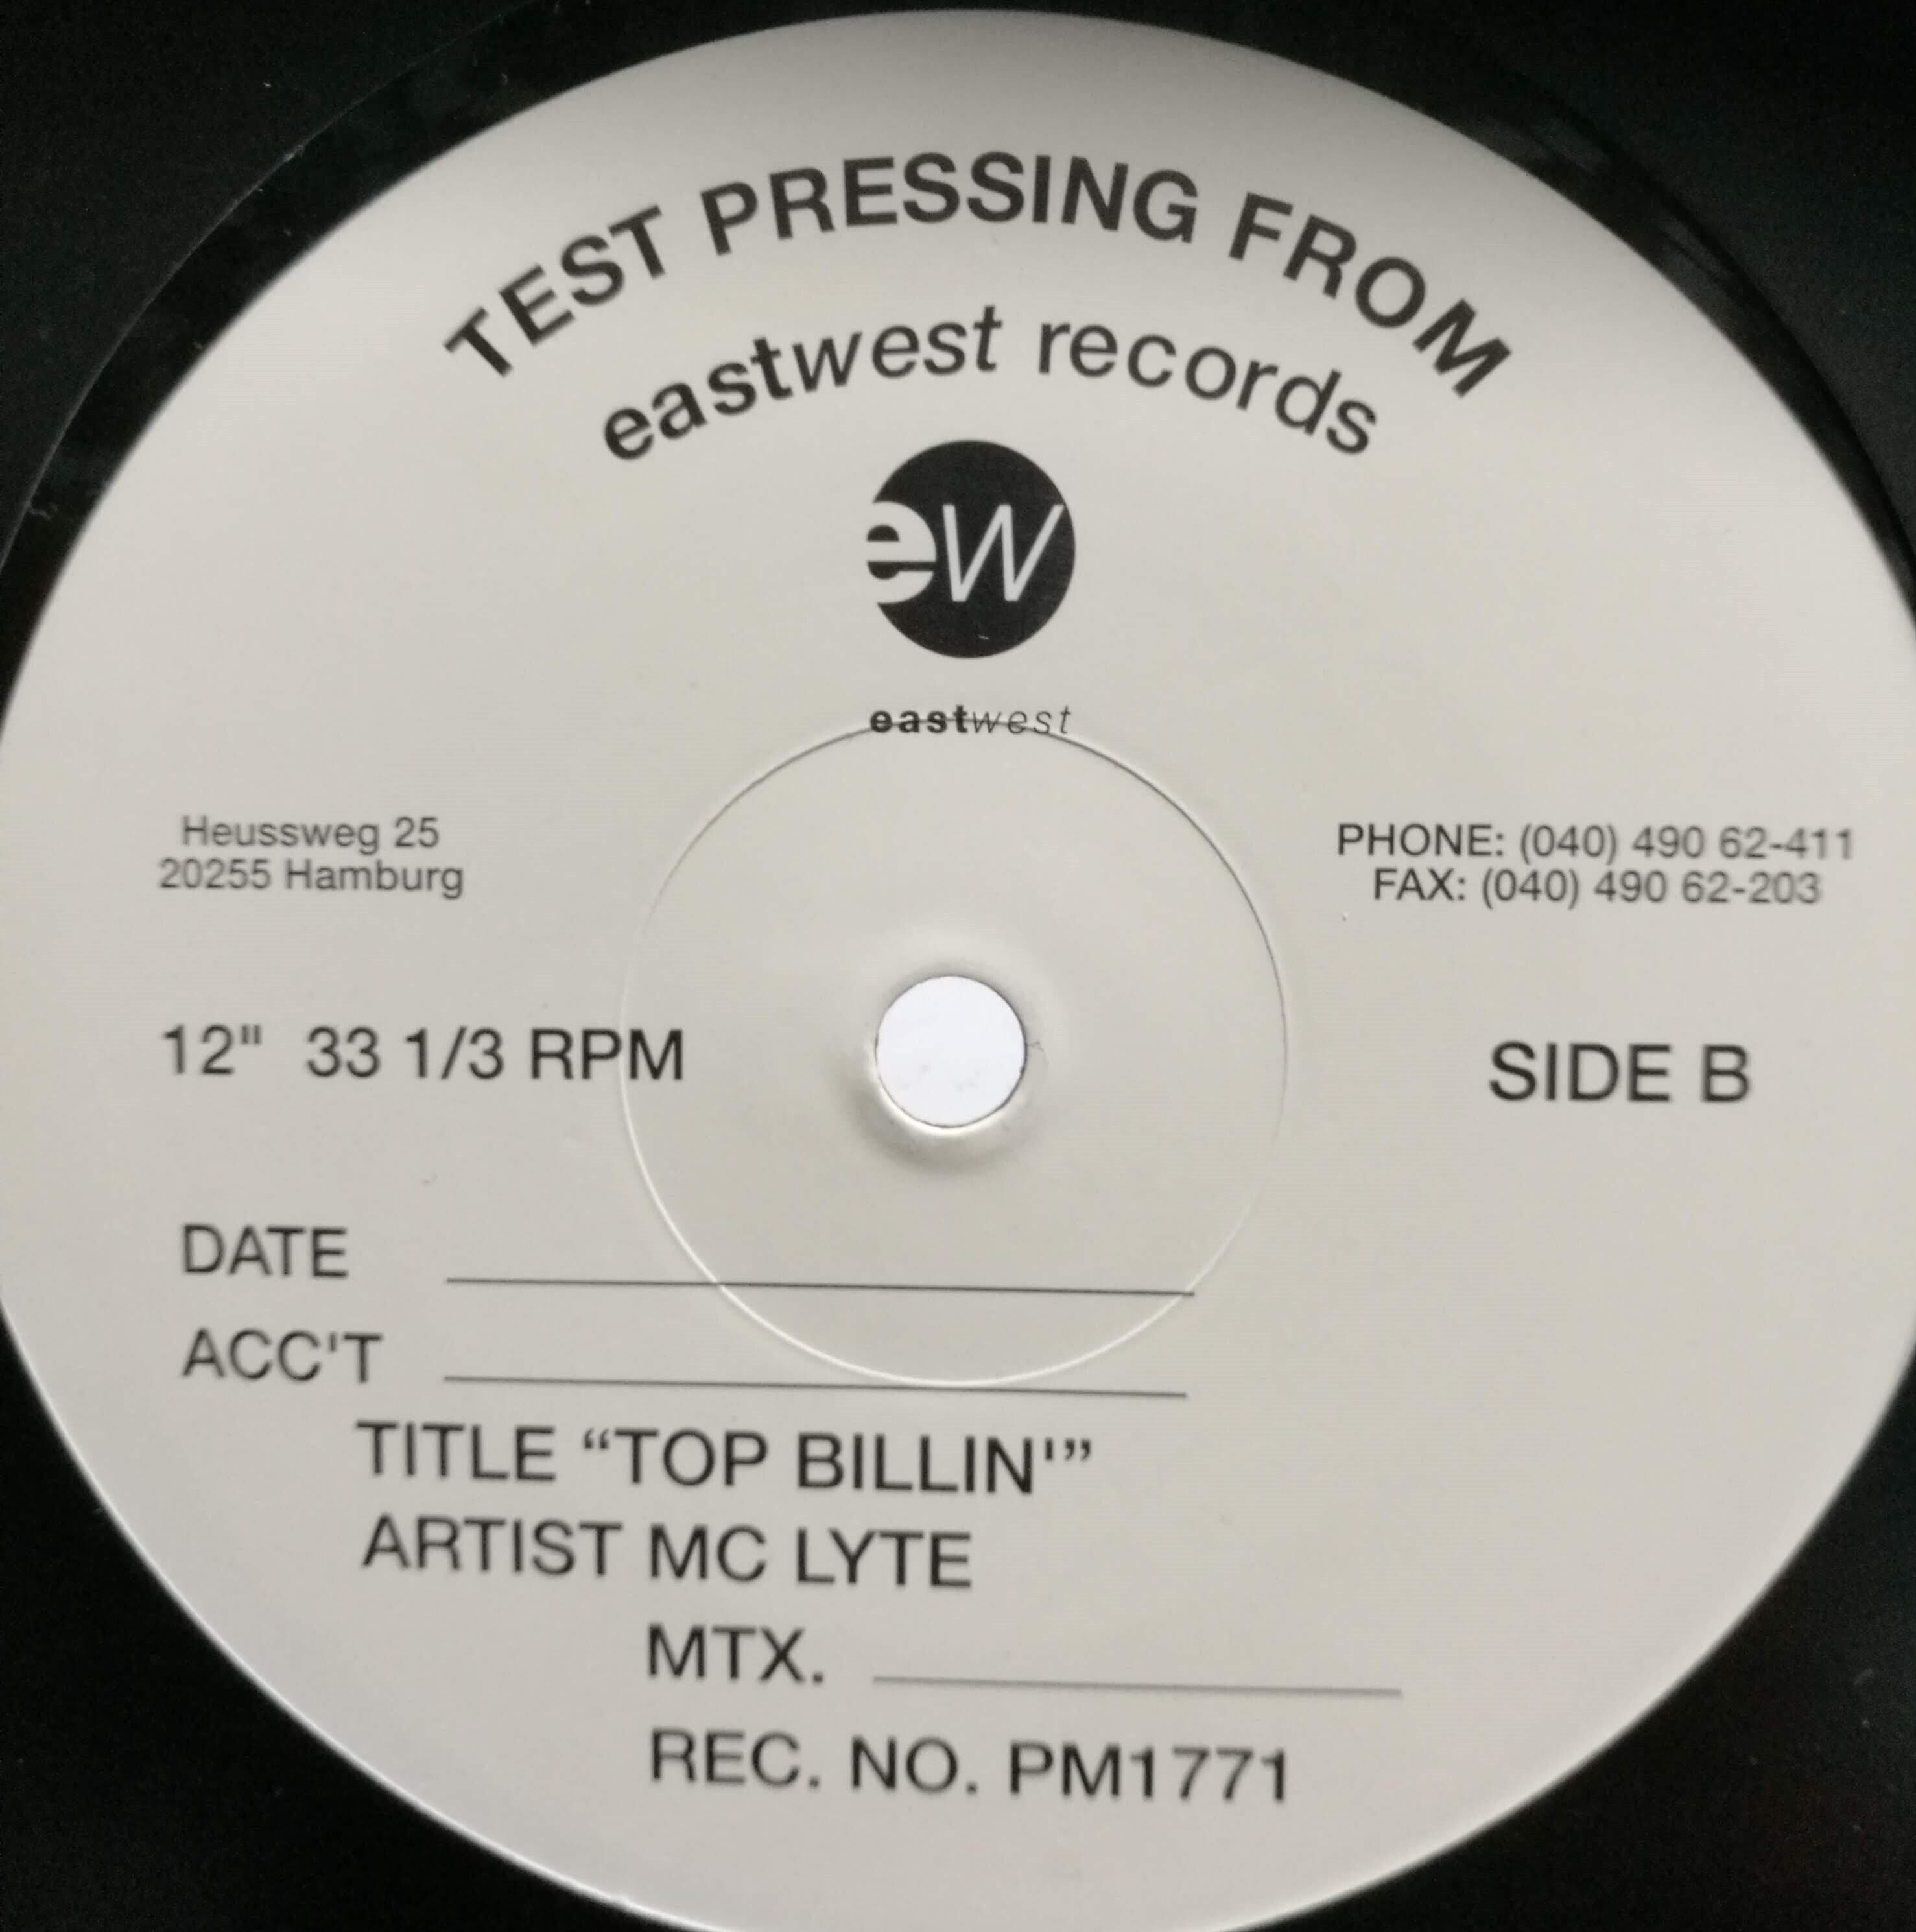 TEST PRESSING FROM
eastwest records
ew
eastwest
Heussweg 25
20255 Hamburg
PHONE: (040) 490 62-411
FAX: (040) 490 62-203
12" 33 1/3 RPM
SIDE B
DATE
ACC'T
TITLE “TOP BILLIN'”
ARTIST MC LYTE
MTX.
REC. NO. PM1771